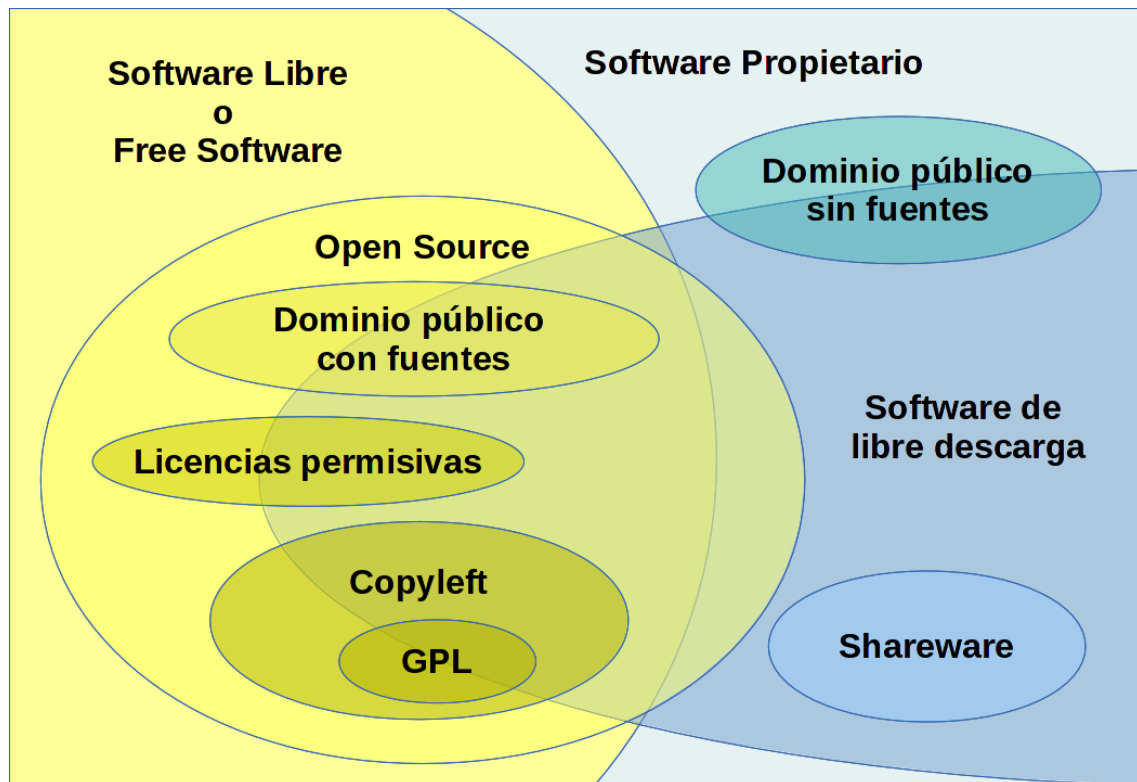 Software Libre
o
Free Software
Software Propietario
Dominio público
sin fuentes
Open Source
Dominio público
con fuentes
Software de
libre descarga
Licencias permisivas
Copyleft
GPL
Shareware